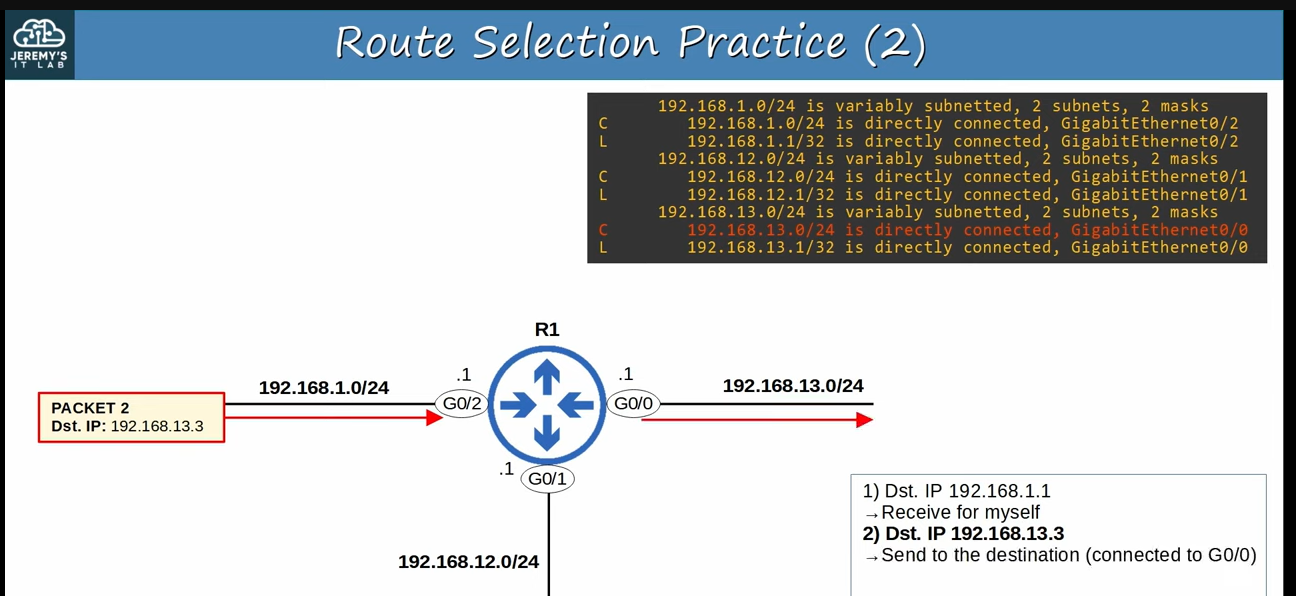 JEREMY'S
IT LAB
Route Selection Practice (2)
192.168.1.0/24 is variably subnetted, 2 subnets, 2 masks
C 192.168.1.0/24 is directly connected, GigabitEthernet0/2
L 192.168.1.1/32 is directly connected, GigabitEthernet0/2
192.168.12.0/24 is variably subnetted, 2 subnets, 2 masks
C 192.168.12.0/24 is directly connected, GigabitEthernet0/1
L 192.168.12.1/32 is directly connected, GigabitEthernet0/1
192.168.13.0/24 is variably subnetted, 2 subnets, 2 masks
C 192.168.13.0/24 is directly connected, GigabitEthernet0/0
L 192.168.13.1/32 is directly connected, GigabitEthernet0/0
R1
192.168.1.0/24
.1
.1
192.168.13.0/24
PACKET 2
Dst. IP: 192.168.13.3
G0/2
G0/0
.1
G0/1
192.168.12.0/24
1) Dst. IP 192.168.1.1
→Receive for myself
2) Dst. IP 192.168.13.3
→Send to the destination (connected to G0/0)